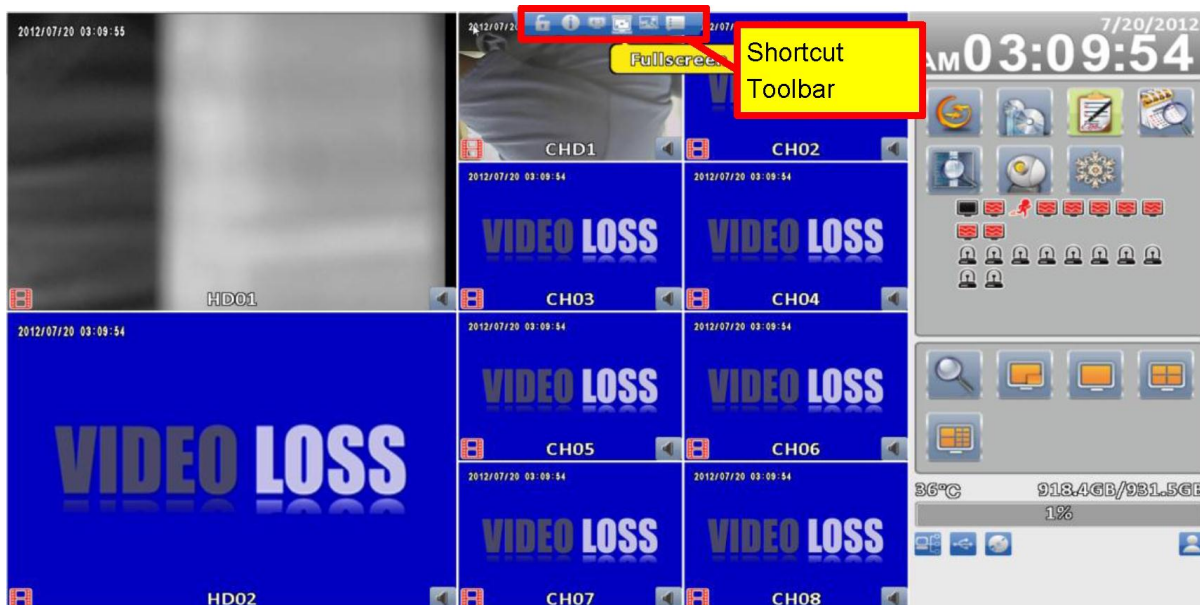 2012/07/20 03:09:55
HD01
2012/07/20 03:09:54
VIDEO LOSS
HD02
CHD1
Fullscreen
Shortcut
Toolbar
CH02
2012/07/20 03:09:54
VIDEO LOSS
CH03
2012/07/20 03:09:54
VIDEO LOSS
CH04
2012/07/20 03:09:54
VIDEO LOSS
CH05
2012/07/20 03:09:54
VIDEO LOSS
CH06
2012/07/20 03:09:54
VIDEO LOSS
CH07
2012/07/20 03:09:54
VIDEO LOSS
CH08
7/20/2012
AM 03:09:54
36°C 918.4GB/931.5GB
1%